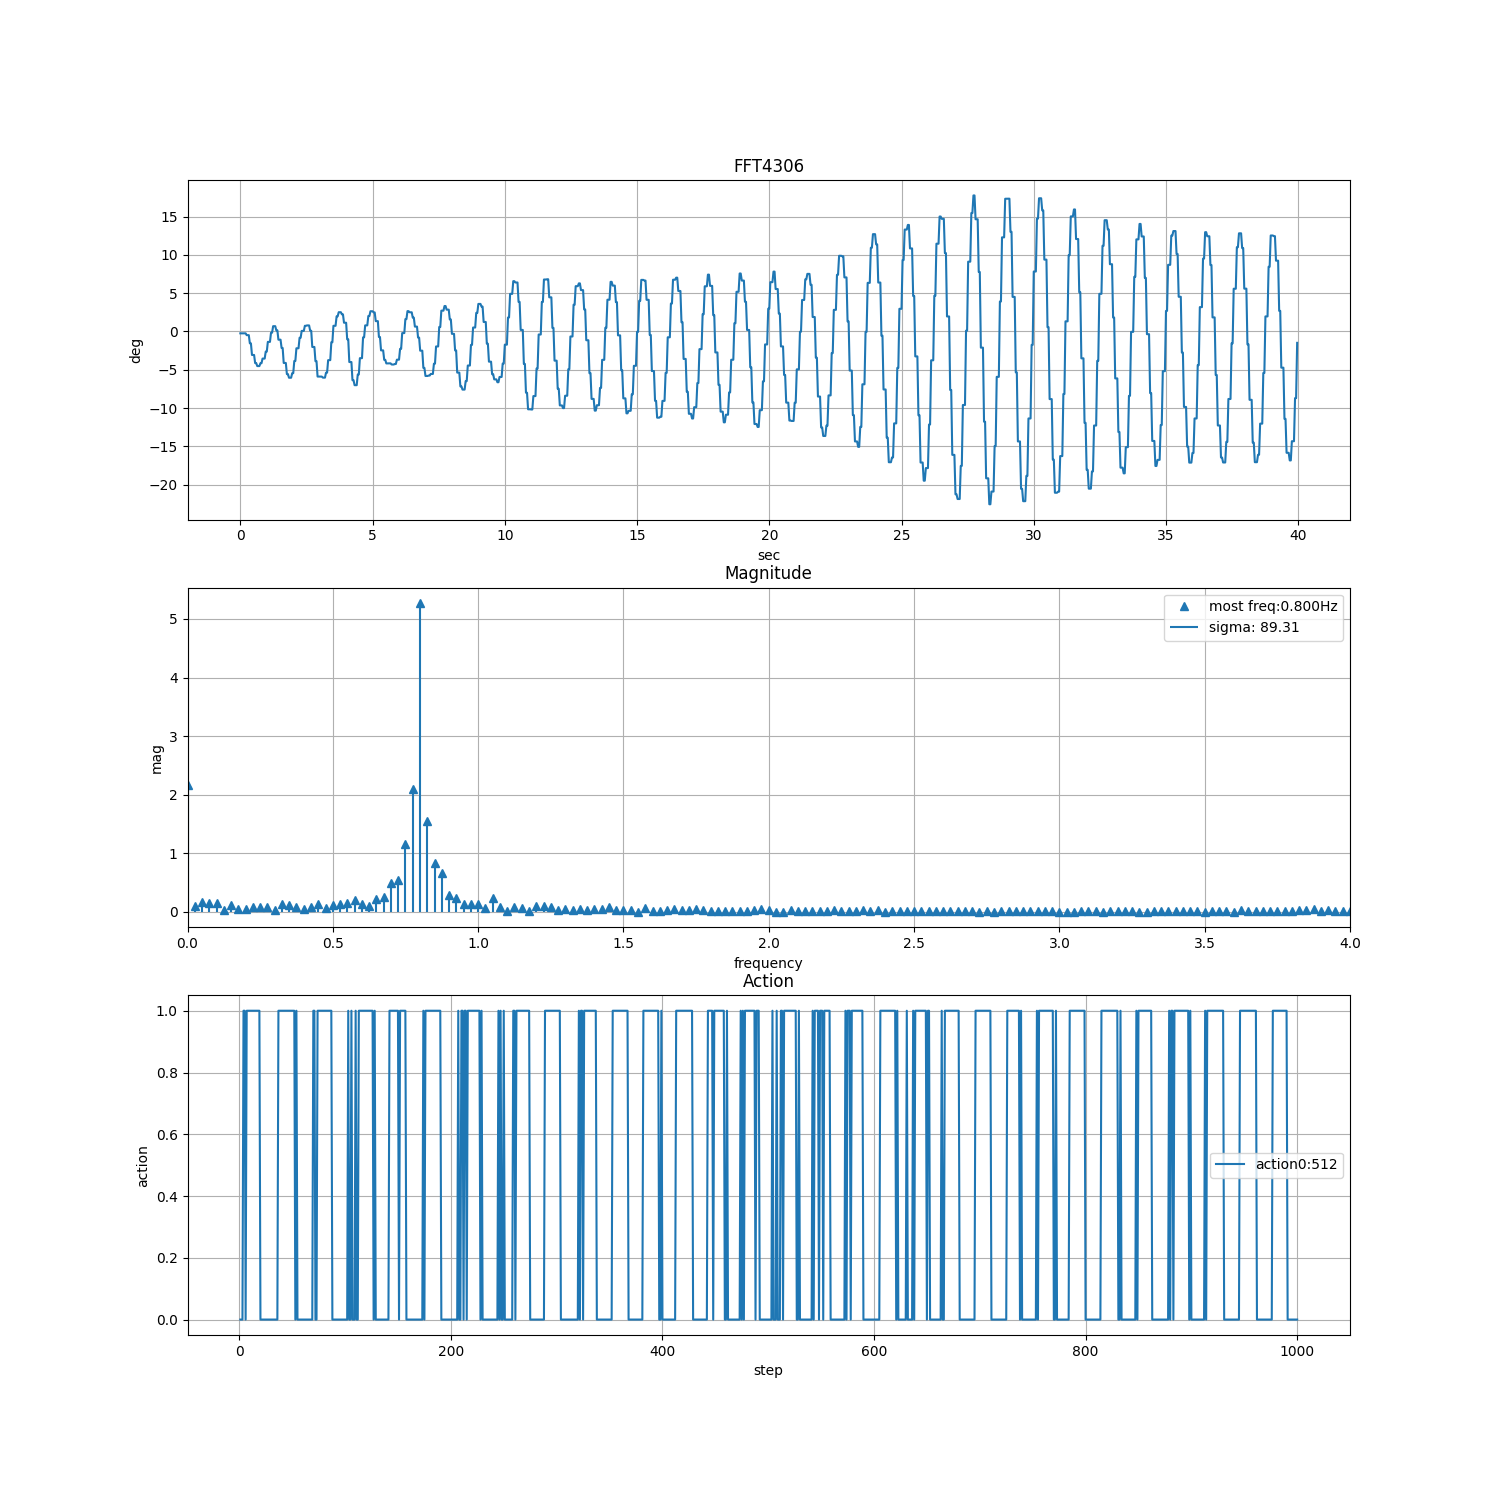 FFT4306
15
10
5
0
−5
−10
−15
−20
deg
0 5 10 15 20 25 30 35 40
sec
Magnitude
most freq:0.800Hz
sigma: 89.31
5
4
3
2
1
0
mag
0.0 0.5 1.0 1.5 2.0 2.5 3.0 3.5 4.0
frequency
Action
1.0
0.8
0.6
0.4
0.2
0.0
action
action0:512
0 200 400 600 800 1000
step